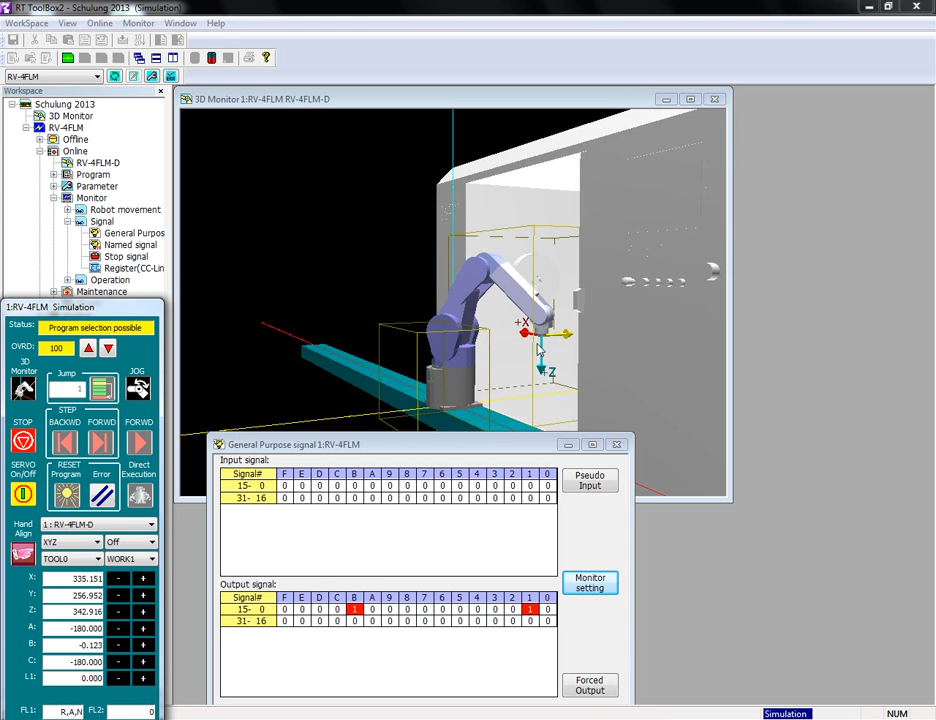 RT ToolBox2 - Schulung 2013 (Simulation)
WorkSpace View Online Monitor Window Help
RV-4FLM
Workspace
Schulung 2013
3D Monitor
RV-4FLM
Offline
Online
RV-4FLM-D
Program
Parameter
Monitor
Robot movement
Signal
General Purpos
Named signal
Stop signal
Register(CC-Lin
Operation
Maintenance
3D Monitor 1:RV-4FLM RV-4FLM-D
+X
+Z
1:RV-4FLM Simulation
Status: Program selection possible
OVRD: 100
3D Monitor
Jump
1
JOG
STEP
STOP BACKWD FORWD FORWD
SERVO On/Off
RESET Program
Error
Direct Execution
Hand Align
1 : RV-4FLM-D
XYZ Off
TOOL0 WORK1
X: 335.151 - +
Y: 256.952 - +
Z: 342.916 - +
A: -180.000 - +
B: -0.123 - +
C: -180.000 - +
L1: 0.000 - +
FL1: R,A,N FL2: 0
General Purpose signal 1:RV-4FLM
Input signal:
Signal# F E D C B A 9 8 7 6 5 4 3 2 1 0
15- 0 0 0 0 0 0 0 0 0 0 0 0 0 0 0 0 0
31- 16 0 0 0 0 0 0 0 0 0 0 0 0 0 0 0 0
Pseudo Input
Output signal:
Signal# F E D C B A 9 8 7 6 5 4 3 2 1 0
15- 0 0 0 0 0 1 0 0 0 0 0 0 0 0 0 1 0
31- 16 0 0 0 0 0 0 0 0 0 0 0 0 0 0 0 0
Monitor setting
Forced Output
Simulation NUM